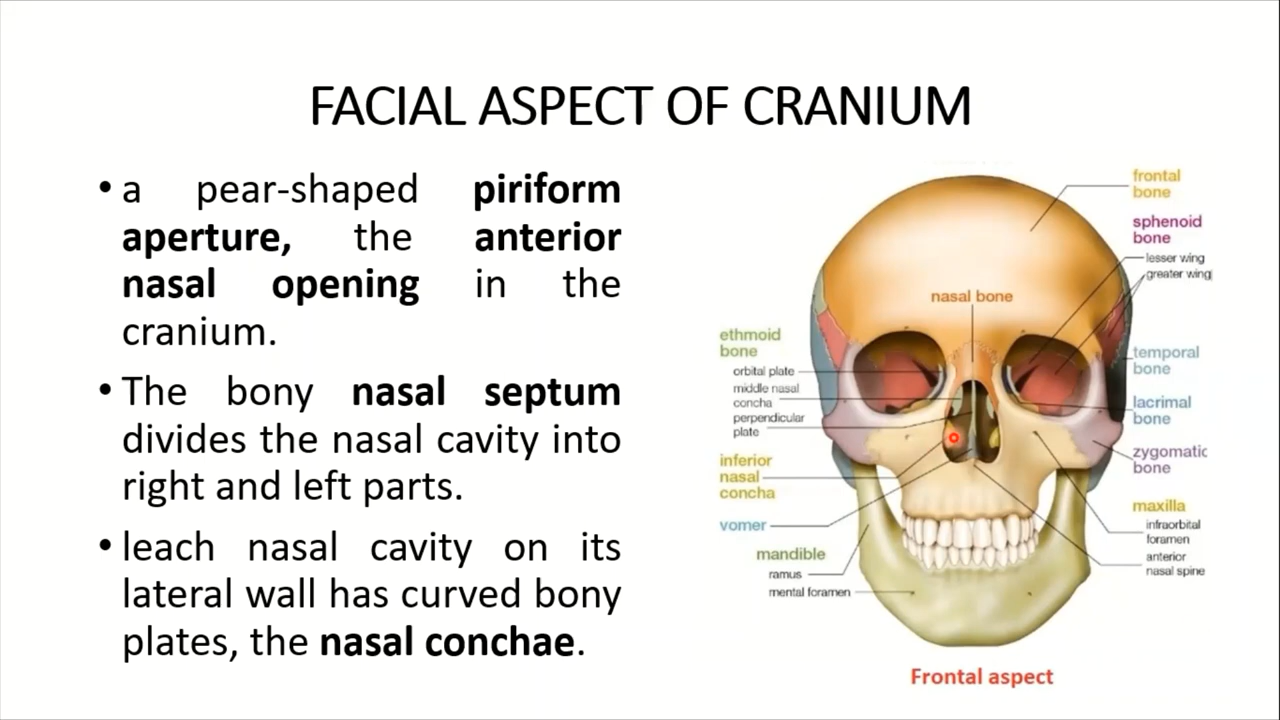 FACIAL ASPECT OF CRANIUM
• a pear-shaped piriform
aperture, the anterior
nasal opening in the
cranium.
• The bony nasal septum
divides the nasal cavity into
right and left parts.
• leach nasal cavity on its
lateral wall has curved bony
plates, the nasal conchae.
nasal bone
ethmoid
bone
orbital plate
middle nasal
concha
perpendicular
plate
inferior
nasal
concha
vomer
mandible
ramus
mental foramen
frontal
bone
sphenoid
bone
lesser wing
greater wing
temporal
bone
lacrimal
bone
zygomatic
bone
maxilla
infraorbital
foramen
anterior
nasal spine
Frontal aspect